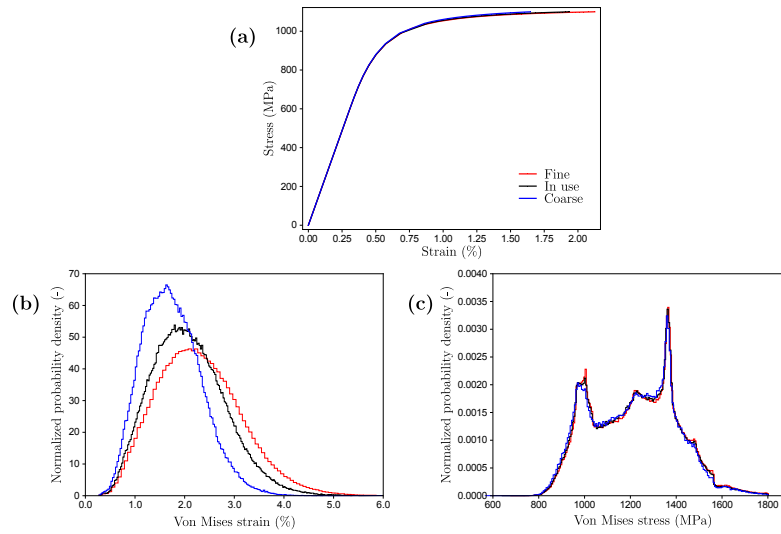 (a)
Stress (MPa)
1000
800
600
400
200
0
0.00 0.25 0.50 0.75 1.00 1.25 1.50 1.75 2.00
Strain (%)
Fine
In use
Coarse
(b)
Normalized probability density (-)
70
60
50
40
30
20
10
0
0.0 1.0 2.0 3.0 4.0 5.0 6.0
Von Mises strain (%)
(c)
Normalized probability density (-)
0.0040
0.0035
0.0030
0.0025
0.0020
0.0015
0.0010
0.0005
0.0000
600 800 1000 1200 1400 1600 1800
Von Mises stress (MPa)